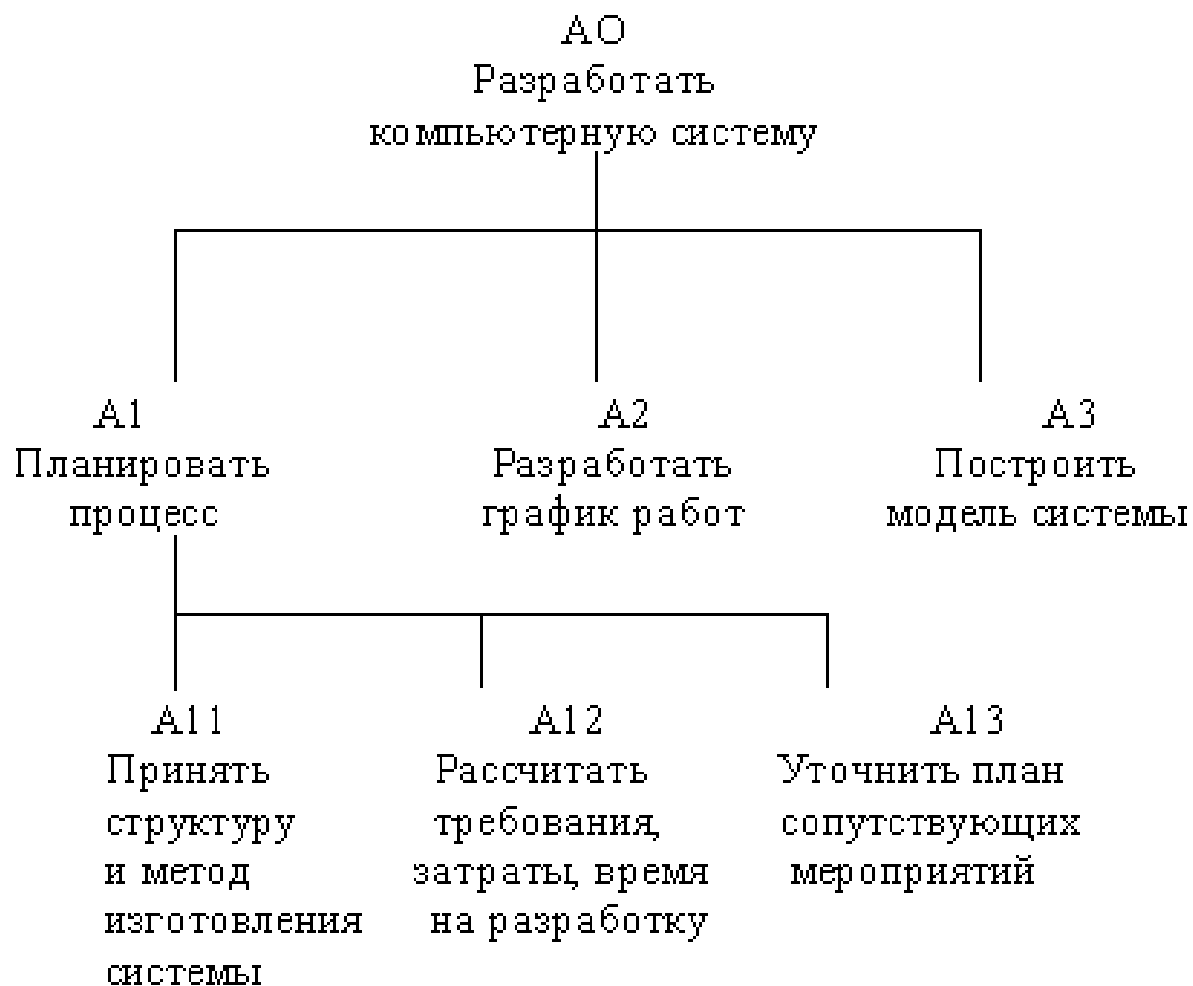 А0
Разработать
компьютерную систему
А1
Планировать
процесс
А2
Разработать
график работ
А3
Построить
модель системы
А11
Принять
структуру
и метод
изготовления
системы
А12
Рассчитать
требования,
затраты, время
на разработку
А13
Уточнить план
сопутствующих
мероприятий